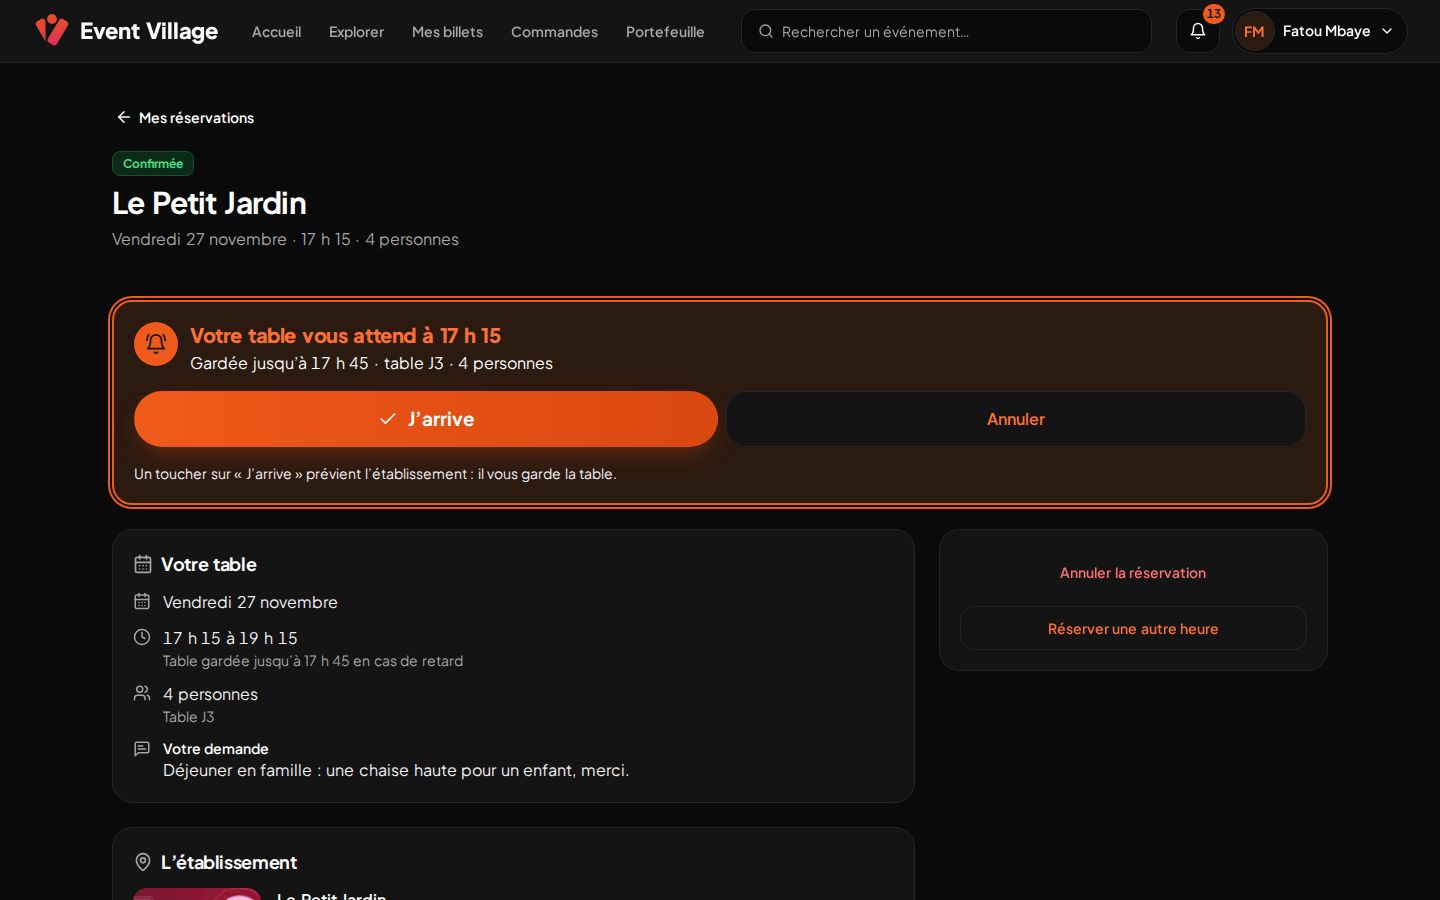 Event Village
Accueil
Explorer
Mes billets
Commandes
Portefeuille
Rechercher un événement…
13
FM
Fatou Mbaye
Mes réservations
Confirmée
Le Petit Jardin
Vendredi 27 novembre · 17 h 15 · 4 personnes
Votre table vous attend à 17 h 15
Gardée jusqu’à 17 h 45 · table J3 · 4 personnes
J’arrive
Annuler
Un toucher sur « J’arrive » prévient l’établissement : il vous garde la table.
Votre table
Vendredi 27 novembre
17 h 15 à 19 h 15
Table gardée jusqu’à 17 h 45 en cas de retard
4 personnes
Table J3
Votre demande
Déjeuner en famille : une chaise haute pour un enfant, merci.
Annuler la réservation
Réserver une autre heure
L’établissement
Le Petit Jardin